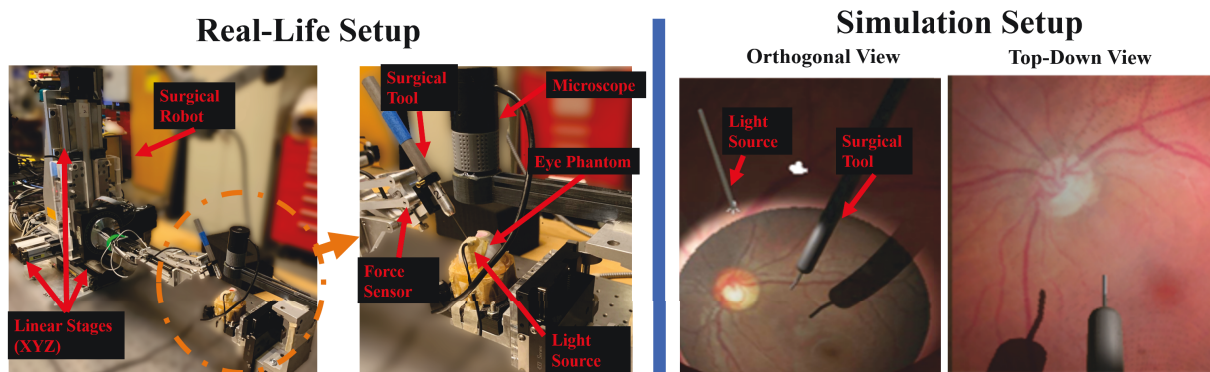 Real-Life Setup
Surgical
Robot
Linear Stages
(XYZ)
Surgical
Tool
Microscope
Eye Phantom
Force
Sensor
Light
Source
Simulation Setup
Orthogonal View
Top-Down View
Light
Source
Surgical
Tool